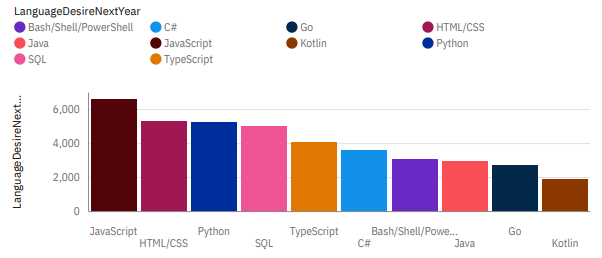 LanguageDesireNextYear
Bash/Shell/PowerShell C# Go HTML/CSS
Java JavaScript Kotlin Python
SQL TypeScript
LanguageDesireNext...
6,000
4,000
2,000
0
JavaScript Python TypeScript Bash/Shell/Powe... Go
HTML/CSS SQL C# Java Kotlin